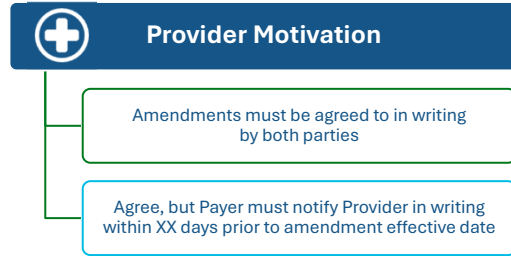 Provider Motivation
Amendments must be agreed to in writing
by both parties
Agree, but Payer must notify Provider in writing
within XX days prior to amendment effective date